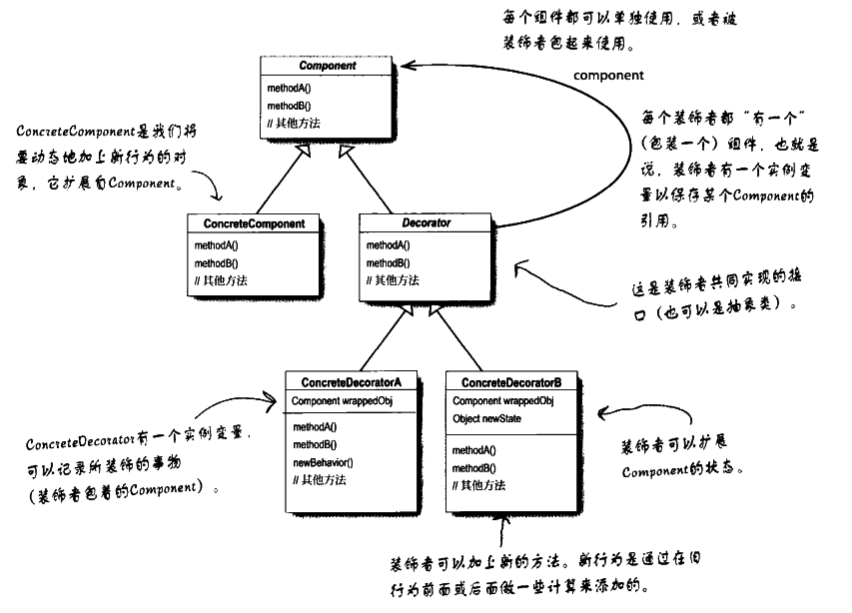 每个组件都可以单独使用，或者被
装饰者包起来使用。
Component
methodA()
methodB()
// 其他方法
component
每个装饰者都“有一个”
（包装一个）组件，也就是
说，装饰者有一个实例变
量以保存某个Component的
引用。
ConcreteComponent是我们将
要动态地加上新行为的对
象，它扩展自Component。
ConcreteComponent
methodA()
methodB()
// 其他方法
Decorator
methodA()
methodB()
// 其他方法
这是装饰者共同实现的接
口（也可以是抽象类）。
ConcreteDecoratorA
Component wrappedObj
methodA()
methodB()
newBehavior()
// 其他方法
ConcreteDecoratorB
Component wrappedObj
Object newState
methodA()
methodB()
// 其他方法
ConcreteDecorator有一个实例变量，
可以记录所装饰的事物
（装饰者包着的Component）。
装饰者可以扩展
Component的状态。
装饰者可以加上新的方法。新行为是通过在旧
行为前面或后面做一些计算来添加的。